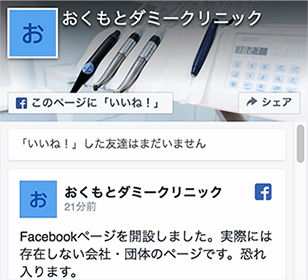 お
おくもとダミークリニック
このページに「いいね！」
シェア
「いいね！」した友達はまだいません
お
おくもとダミークリニック
21分前
Facebookページを開設しました。実際には
存在しない会社・団体のページです。恐れ
入ります。